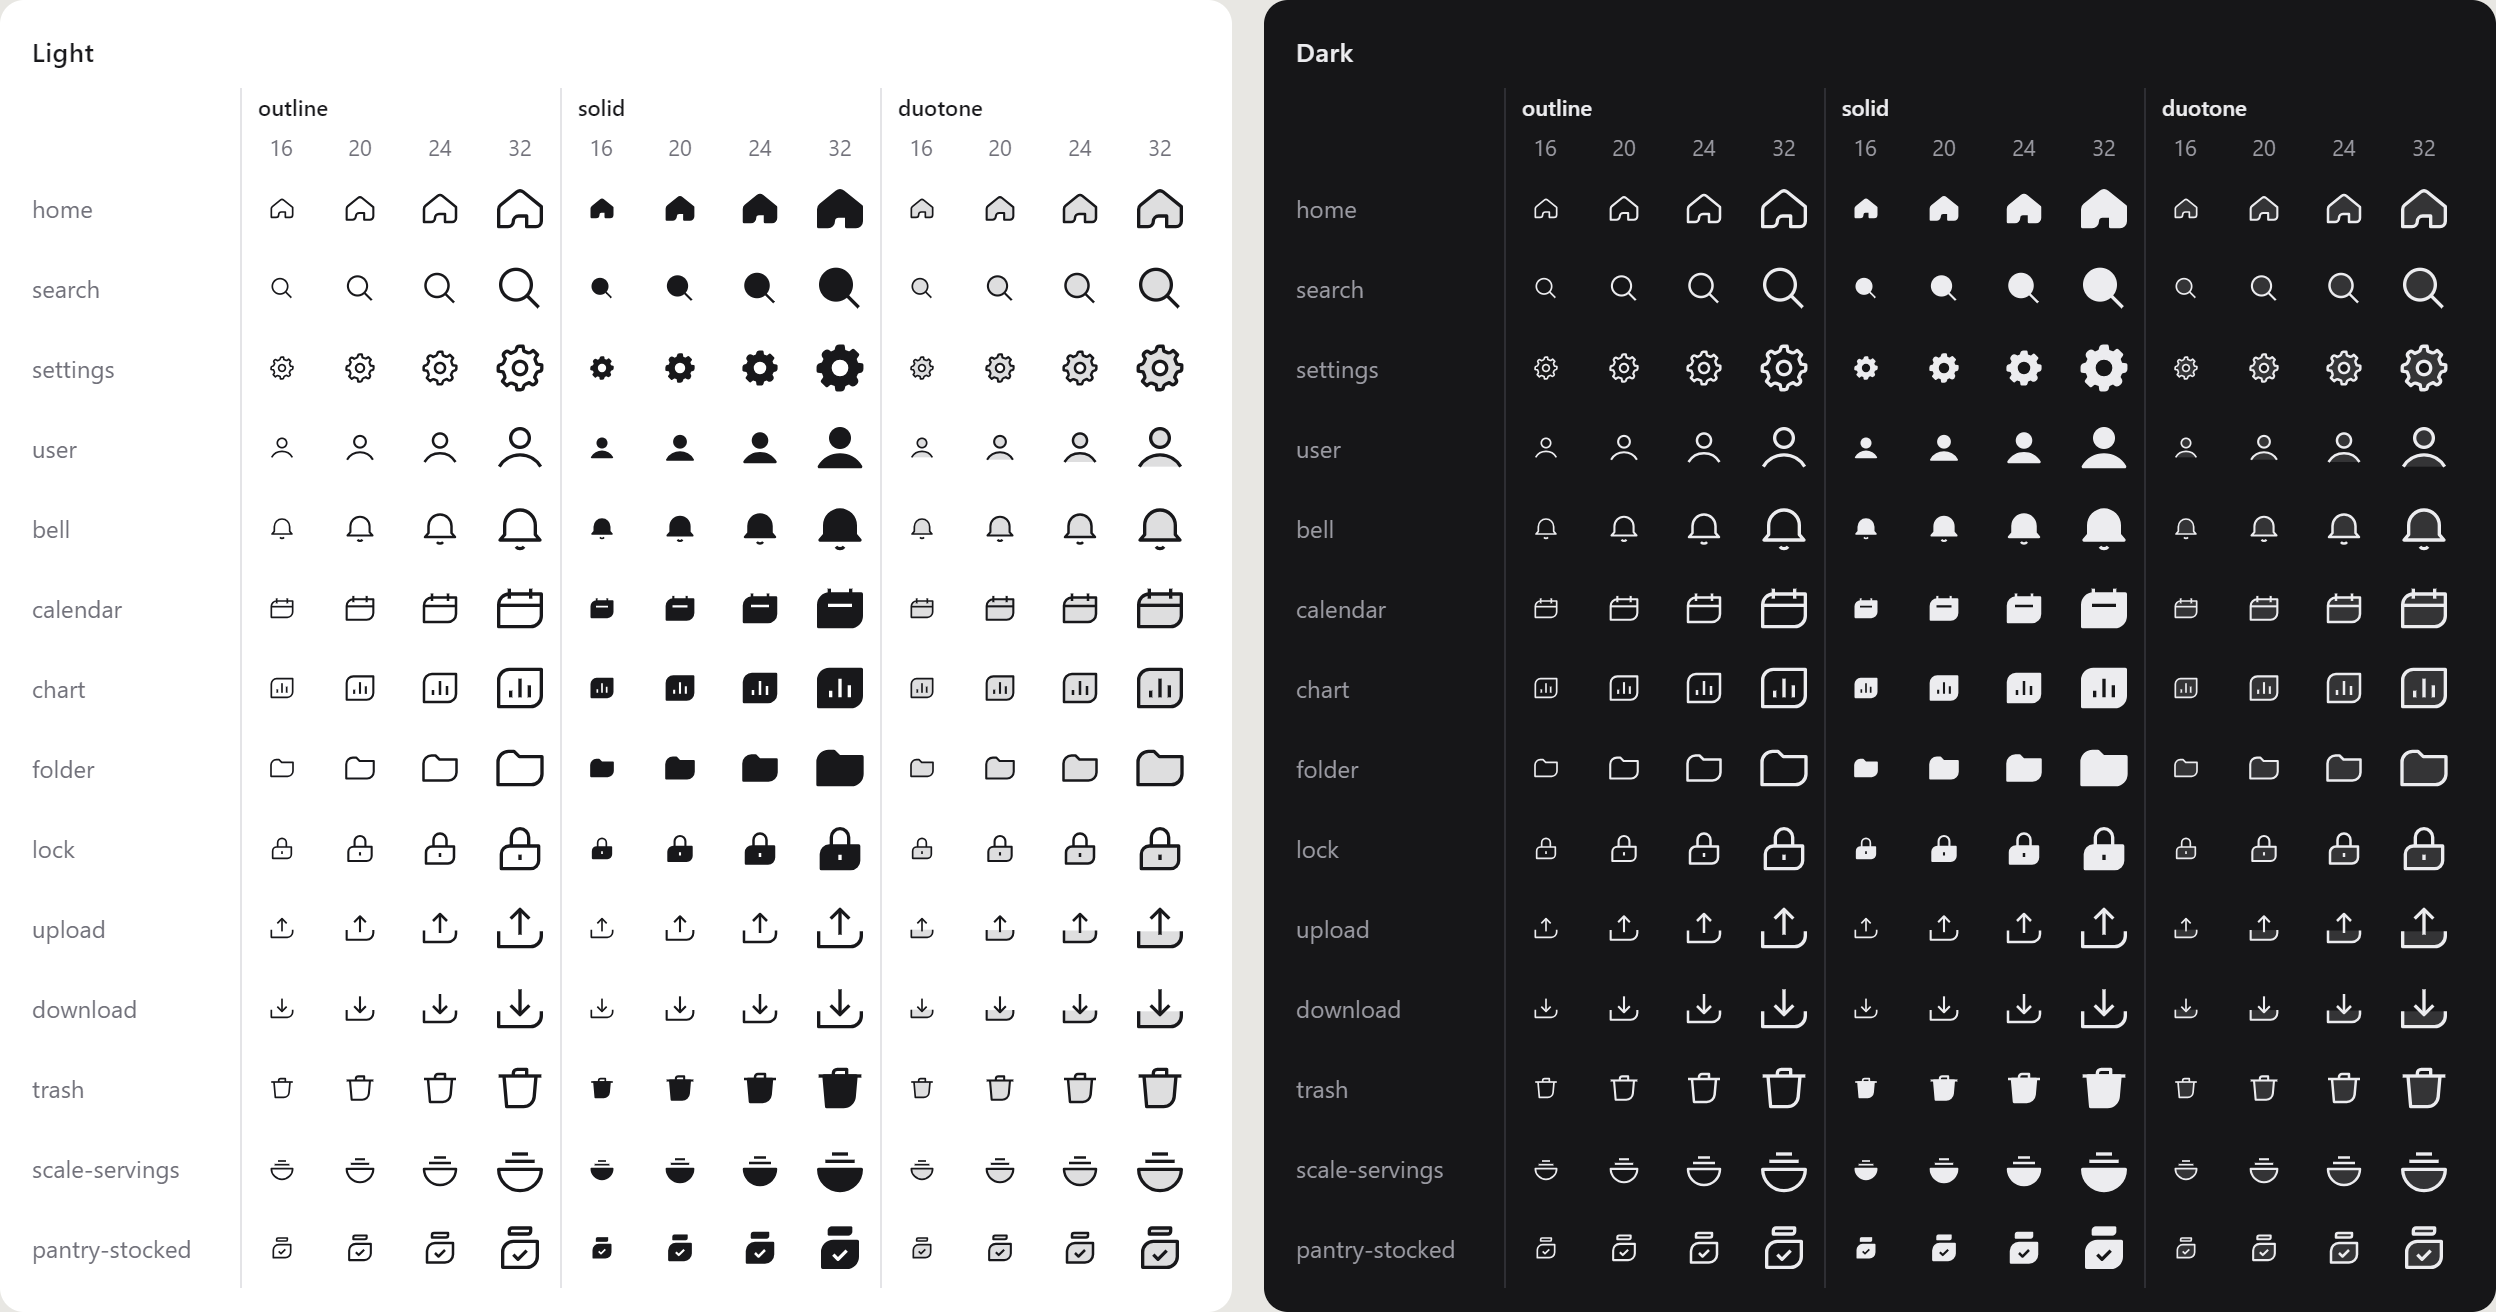 Light
outline solid duotone
16 20 24 32 16 20 24 32 16 20 24 32
home
search
settings
user
bell
calendar
chart
folder
lock
upload
download
trash
scale-servings
pantry-stocked
Dark
outline solid duotone
16 20 24 32 16 20 24 32 16 20 24 32
home
search
settings
user
bell
calendar
chart
folder
lock
upload
download
trash
scale-servings
pantry-stocked